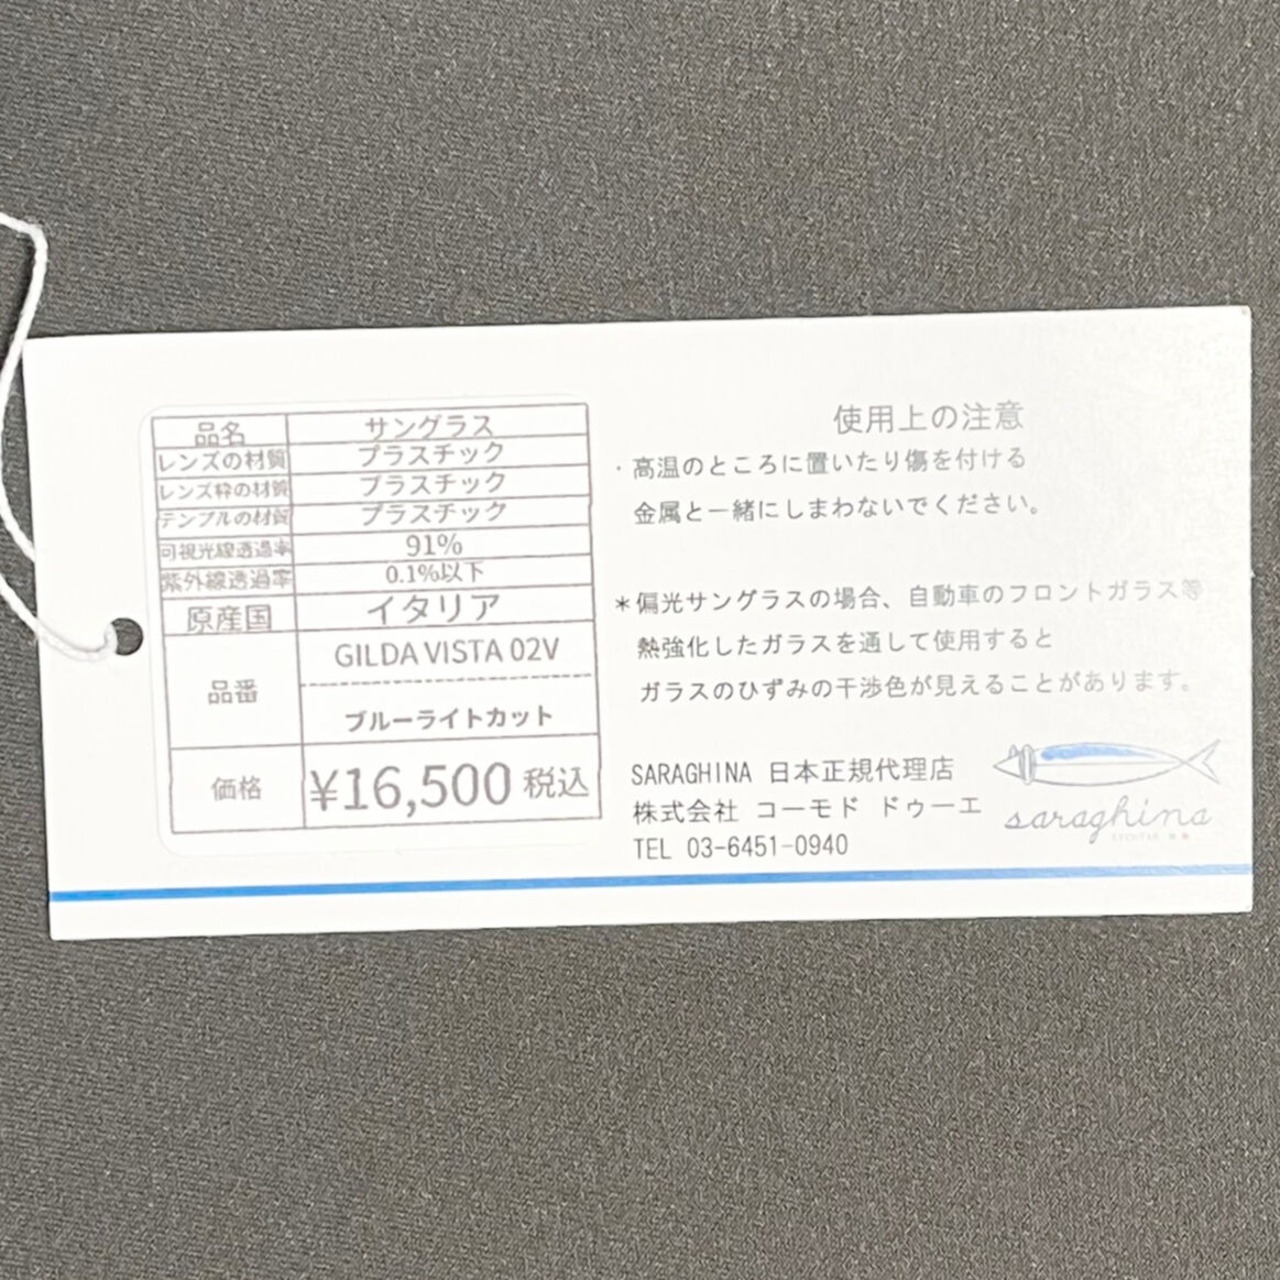 品名 サングラス
レンズの材質 プラスチック
レンズ枠の材質 プラスチック
テンプルの材質 プラスチック
可視光線透過率 91%
紫外線透過率 0.1%以下
原産国 イタリア
品番 GILDA VISTA 02V
ブルーライトカット
価格 ¥16,500 税込
使用上の注意
・高温のところに置いたり傷を付ける
金属と一緒にしまわないでください。
＊偏光サングラスの場合、自動車のフロントガラス等
熱強化したガラスを通して使用すると
ガラスのひずみの干渉色が見えることがあります。
SARAGHINA 日本正規代理店
株式会社 コーモド ドゥーエ
TEL 03-6451-0940
saraghina
EYEWEAR